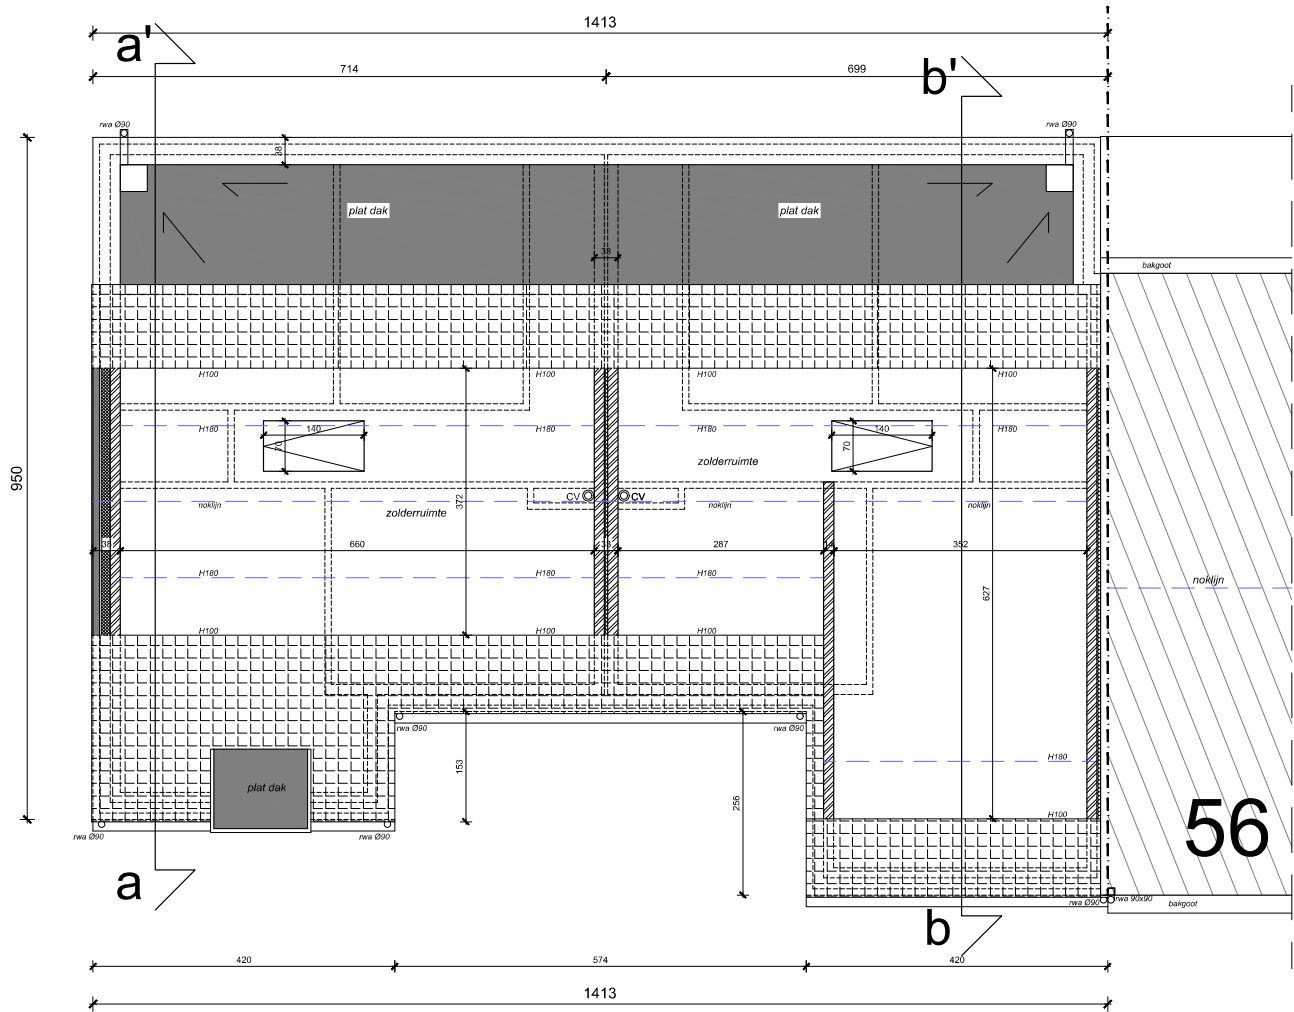 1413
a'
714
699
b'
rwa Ø90
rwa Ø90
38
plat dak
plat dak
38
bakgoot
H100
H100
H100
H100
H180
140
H180
H180
140
H180
70
70
zolderruimte
950
CV
CV
noklijn
372
noklijn
noklijn
zolderruimte
38
660
33
287
14
352
H180
H180
H180
noklijn
627
H100
H100
H100
rwa Ø90
rwa Ø90
H180
153
plat dak
256
56
H100
rwa Ø90
rwa Ø90
a
rwa Ø90
rwa 90x90
bakgoot
b
420
574
420
1413